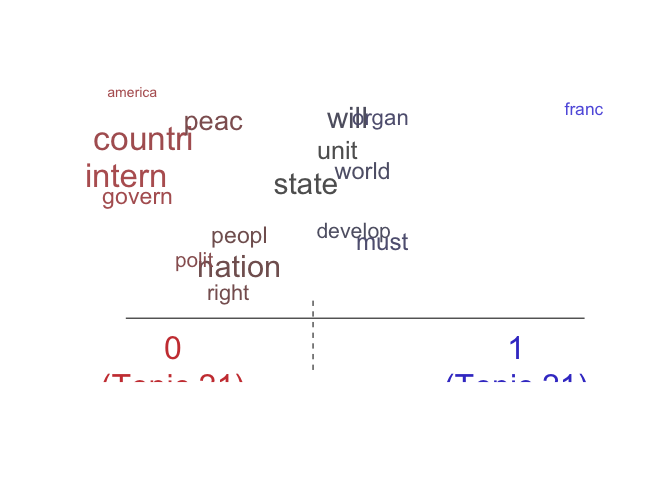 america
franc
peac
will
organ
countri
unit
world
intern
state
govern
develop
peopl
must
polit
nation
right
0
1
(Topic 21)
(Topic 21)